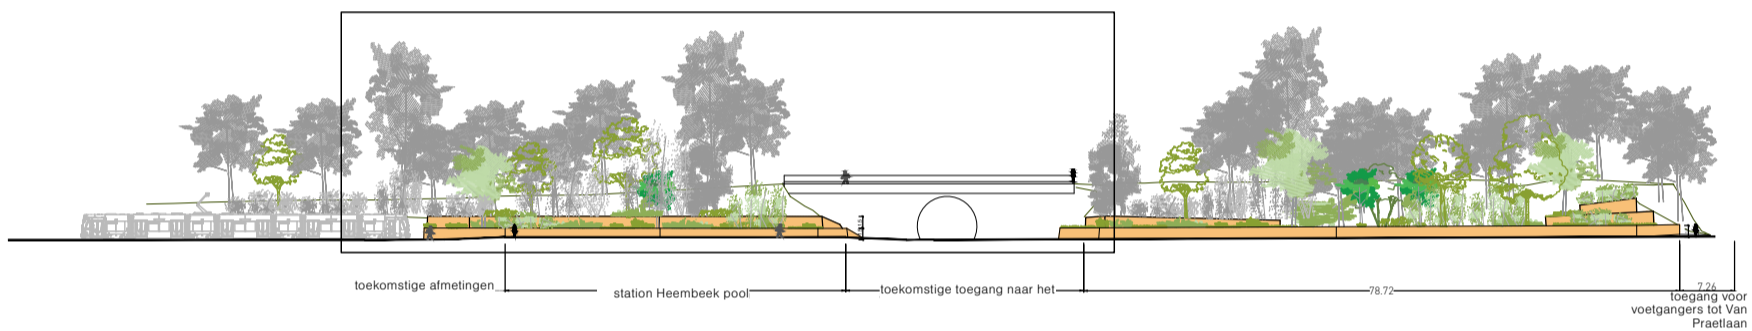 toekomstige afmetingen
station Heembeek pool
toekomstige toegang naar het
78.72
7.26
toegang voor
voetgangers tot Van
Praetlaan